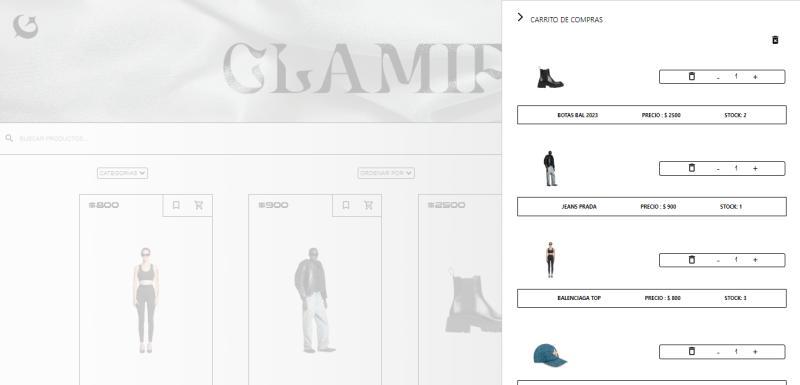 GLAMIF
BUSCAR PRODUCTOS...
CATEGORIAS
ORDENAR POR
$800
$900
$2500
CARRITO DE COMPRAS
- 1 +
BOTAS BAL 2023 PRECIO : $ 2500 STOCK: 2
- 1 +
JEANS PRADA PRECIO : $ 900 STOCK: 1
- 1 +
BALENCIAGA TOP PRECIO : $ 800 STOCK: 3
- 1 +